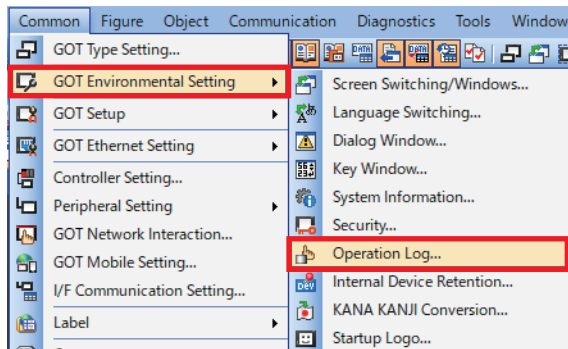 Common Figure Object Communication Diagnostics Tools Window
GOT Type Setting...
GOT Environmental Setting
GOT Setup
GOT Ethernet Setting
Controller Setting...
Peripheral Setting
GOT Network Interaction...
GOT Mobile Setting...
I/F Communication Setting...
Label
Screen Switching/Windows...
Language Switching...
Dialog Window...
Key Window...
System Information...
Security...
Operation Log...
Internal Device Retention...
KANA KANJI Conversion...
Startup Logo...